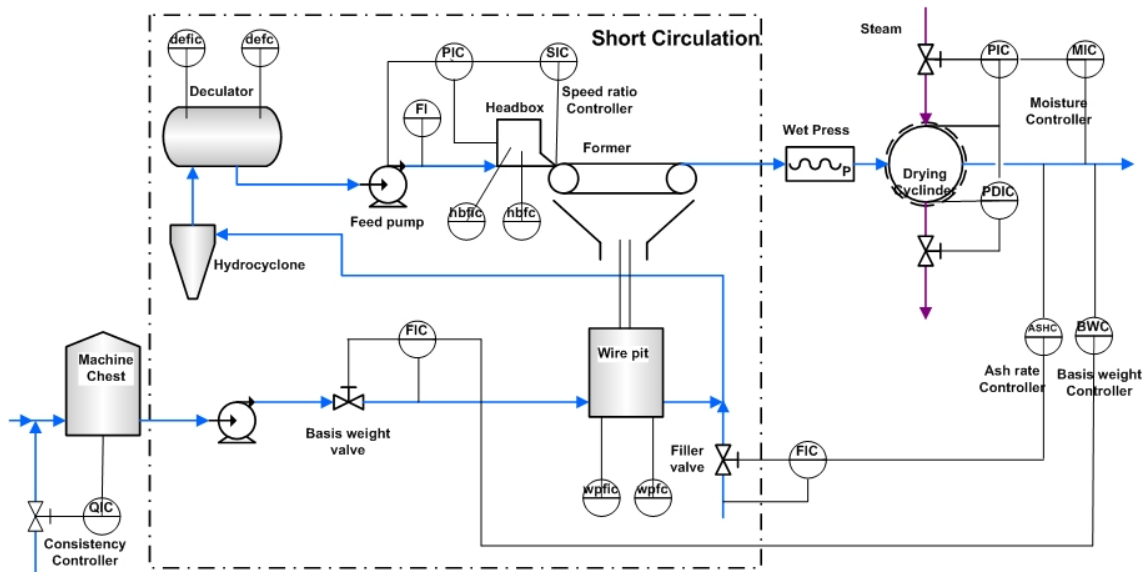 Short Circulation
Steam
defic
defc
PIC
SIC
PIC
MIC
Deculator
Speed ratio
Controller
Headbox
FI
Moisture
Controller
Wet Press
Former
P
Drying
Cyclinder
hbfic
hbfc
PDIC
Feed pump
Hydrocyclone
FIC
Wire pit
ASHC
BWC
Machine
Chest
Ash rate
Controller
Basis weight
Controller
Basis weight
valve
Filler
valve
FIC
wpfic
wpfc
QIC
Consistency
Controller